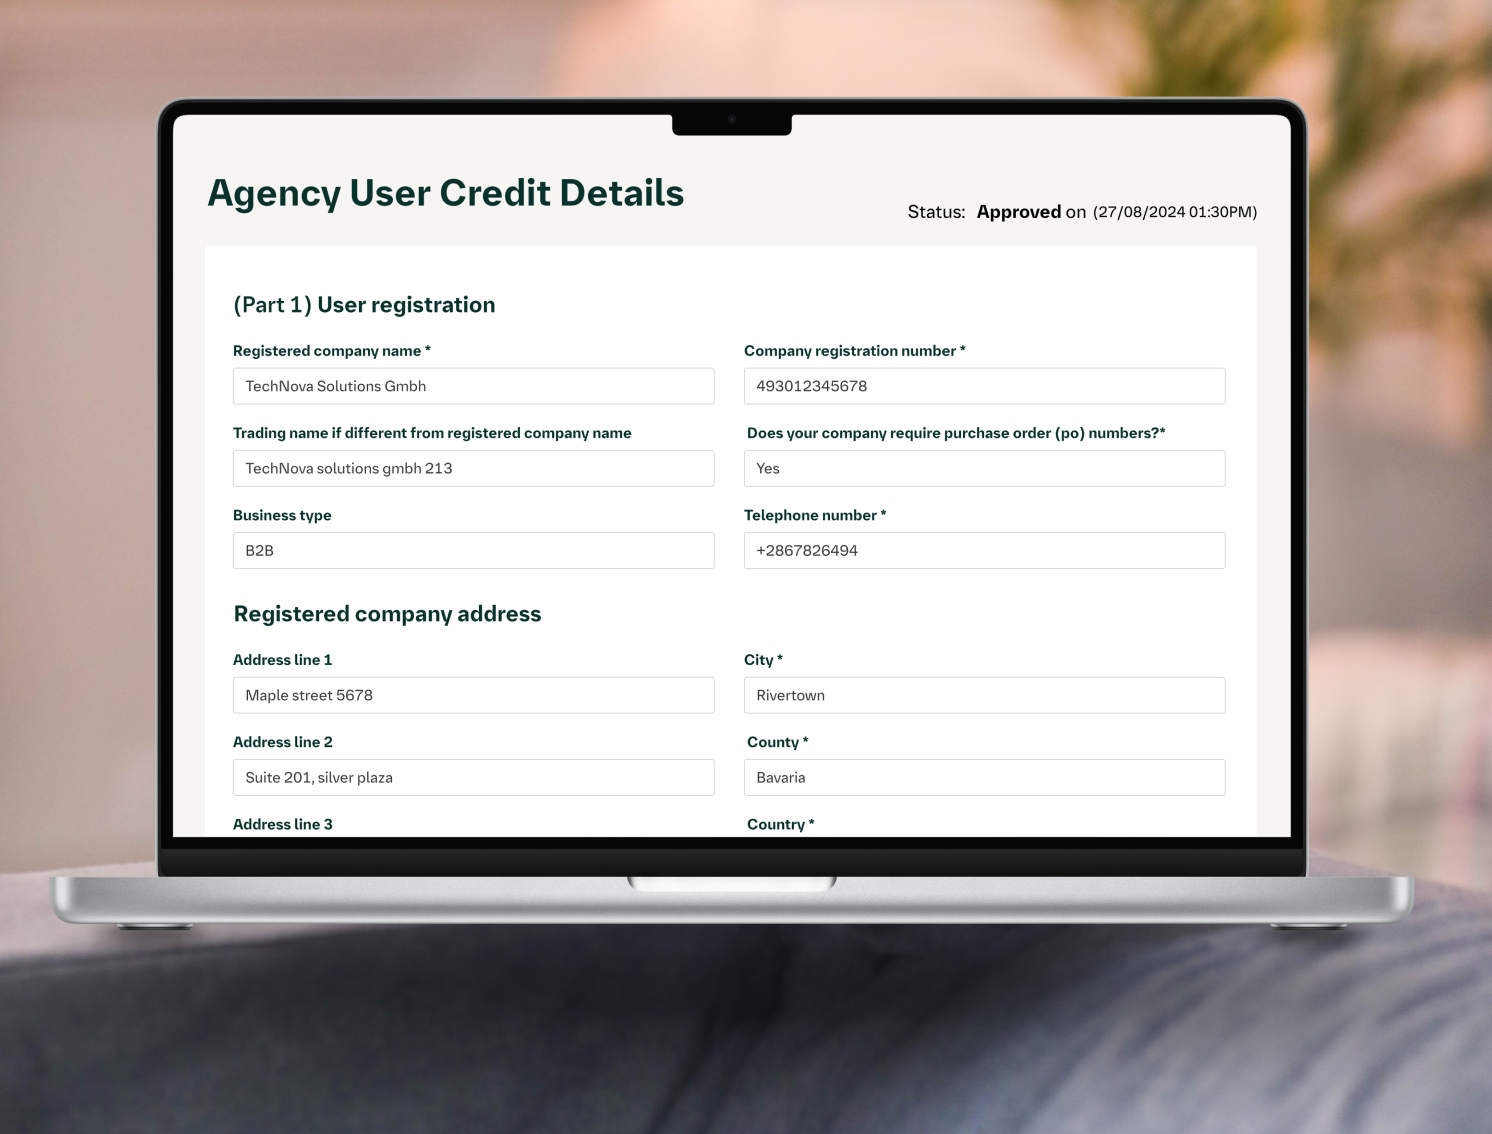 Agency User Credit Details
Status: Approved on (27/08/2024 01:30PM)
(Part 1) User registration
Registered company name *
Company registration number *
TechNova Solutions Gmbh
493012345678
Trading name if different from registered company name
Does your company require purchase order (po) numbers?*
TechNova solutions gmbh 213
Yes
Business type
Telephone number *
B2B
+2867826494
Registered company address
Address line 1
City *
Maple street 5678
Rivertown
Address line 2
County *
Suite 201, silver plaza
Bavaria
Address line 3
Country *